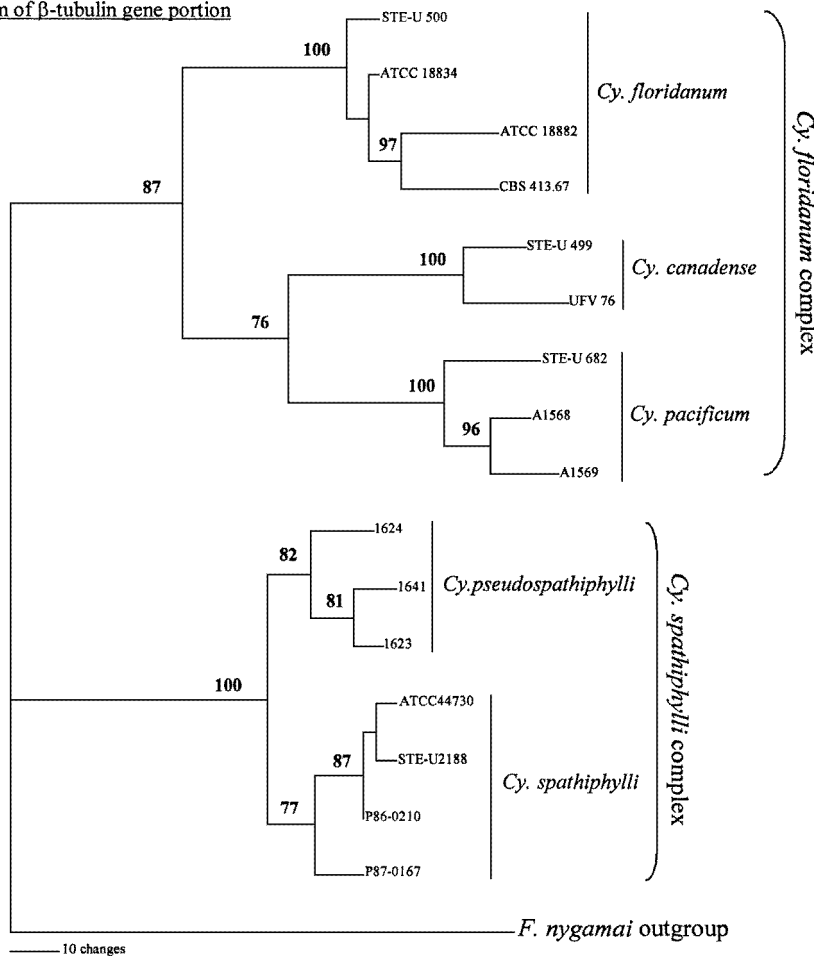 of β-tubulin gene portion
STE-U 500
100
ATCC 18834
Cy. floridanum
ATCC 18882
97
CBS 413.67
87
Cy. floridanum complex
STE-U 499
100
Cy. canadense
UFV 76
76
STE-U 682
100
A1568
Cy. pacificum
96
A1569
1624
82
1641
Cy.pseudospathiphylli
81
1623
Cy. spathiphylli complex
100
ATCC44730
87
STE-U2188
Cy. spathiphylli
77
P86-0210
P87-0167
F. nygamai outgroup
10 changes